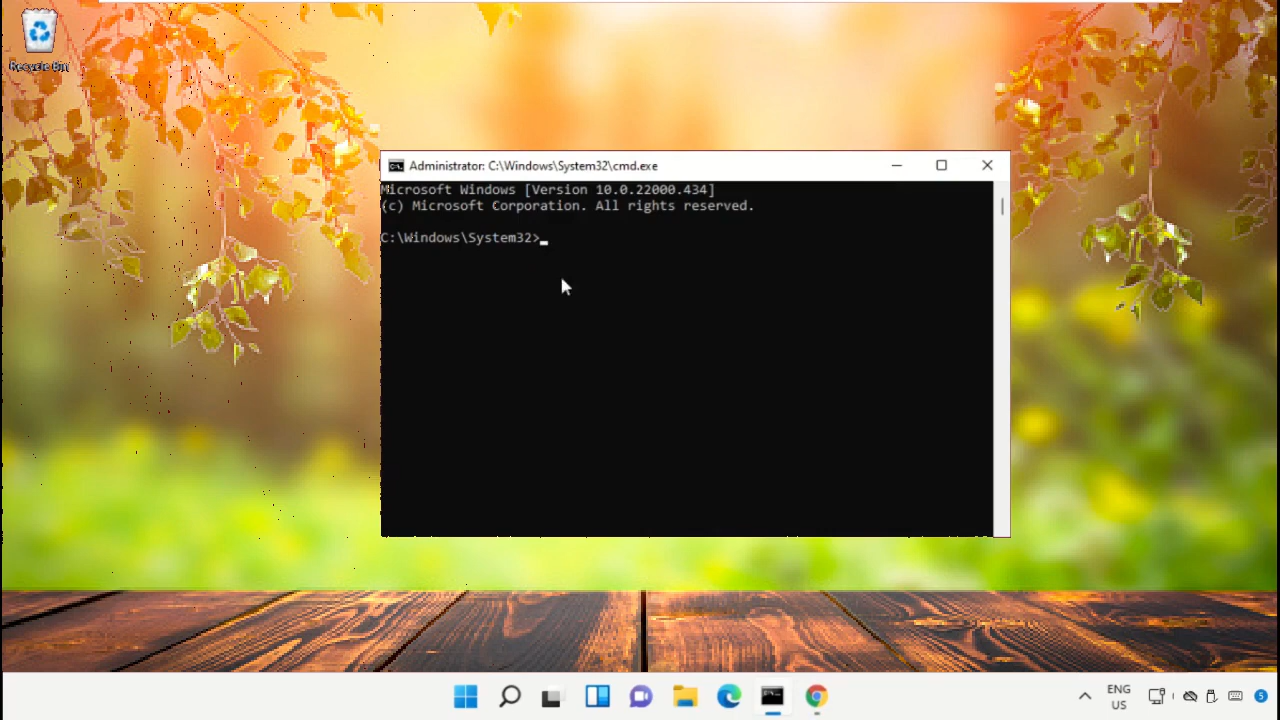 Recycle Bin
Administrator: C:\Windows\System32\cmd.exe
Microsoft Windows [Version 10.0.22000.434]
(c) Microsoft Corporation. All rights reserved.
C:\Windows\System32>
ENG
US
5